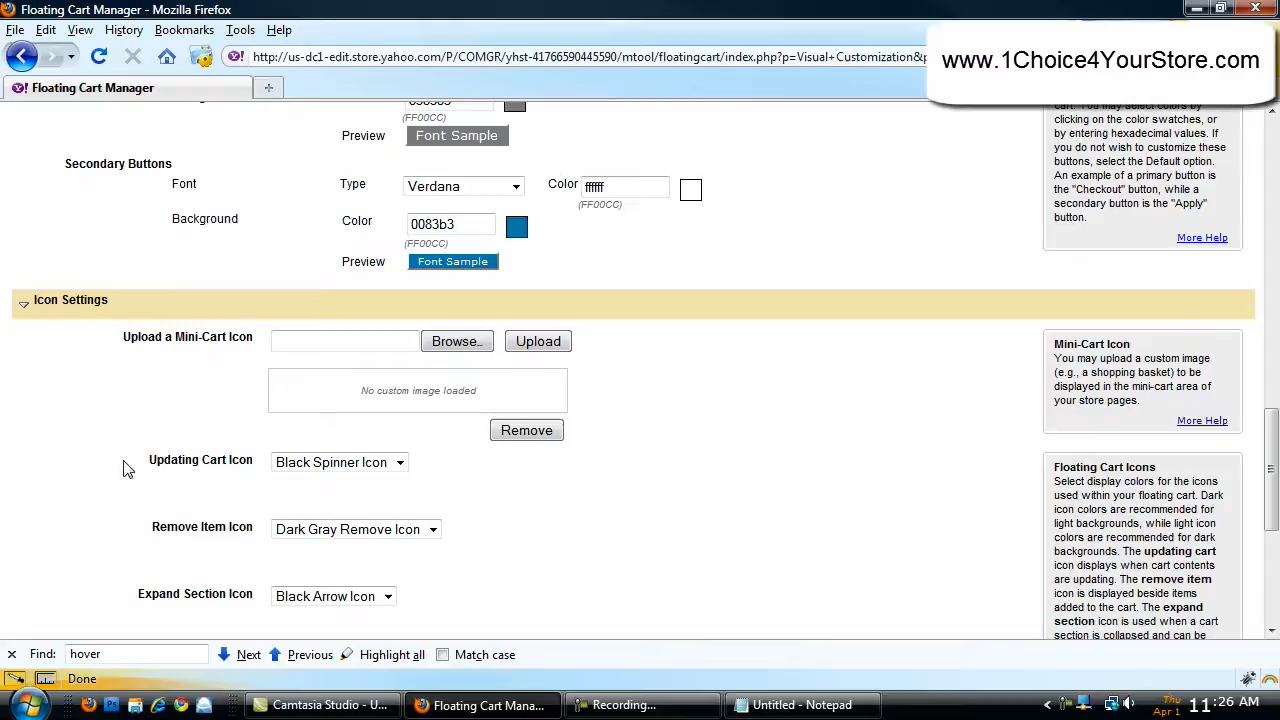 Floating Cart Manager - Mozilla Firefox
File Edit View History Bookmarks Tools Help
http://us-dc1-edit.store.yahoo.com/P/COMGR/yhst-41766590445590/mtool/floatingcart/index.php?p=Visual+Customization&p
www.1Choice4YourStore.com
Floating Cart Manager
(FF00CC)
Preview Font Sample
Secondary Buttons
Font Type Verdana Color ffffff
(FF00CC)
Background Color 0083b3
(FF00CC)
Preview Font Sample
cart. You may select colors by
clicking on the color swatches, or
by entering hexadecimal values. If
you do not wish to customize these
buttons, select the Default option.
An example of a primary button is
the "Checkout" button, while a
secondary button is the "Apply"
button.
More Help
Icon Settings
Upload a Mini-Cart Icon Browse... Upload
No custom image loaded
Remove
Updating Cart Icon Black Spinner Icon
Remove Item Icon Dark Gray Remove Icon
Expand Section Icon Black Arrow Icon
Mini-Cart Icon
You may upload a custom image
(e.g., a shopping basket) to be
displayed in the mini-cart area of
your store pages.
More Help
Floating Cart Icons
Select display colors for the icons
used within your floating cart. Dark
icon colors are recommended for
light backgrounds, while light icon
colors are recommended for dark
backgrounds. The updating cart
icon displays when cart contents
are updating. The remove item
icon is displayed beside items
added to the cart. The expand
section icon is used when a cart
section is collapsed and can be
Find: hover Next Previous Highlight all Match case
Done
Camtasia Studio - U... Floating Cart Mana... Recording... Untitled - Notepad
Thu
Apr 1
11:26 AM